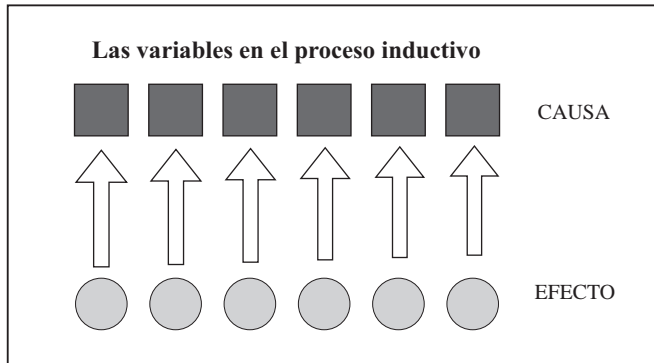 Las variables en el proceso inductivo
CAUSA
EFECTO